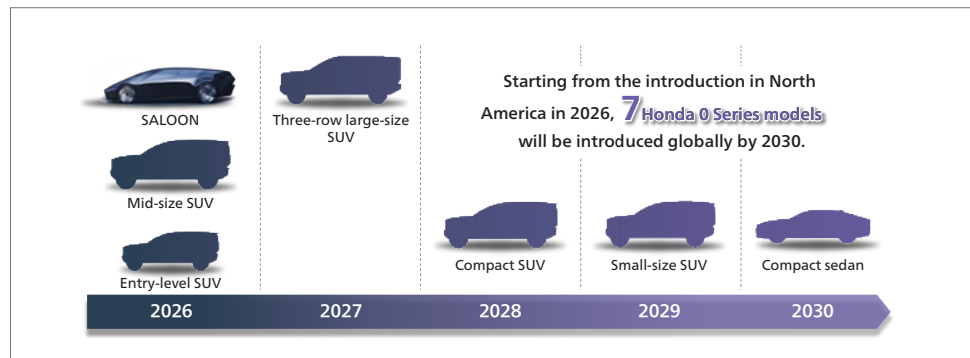 SALOON
Mid-size SUV
Entry-level SUV
Three-row large-size
SUV
Starting from the introduction in North
America in 2026, 7 Honda 0 Series models
will be introduced globally by 2030.
Compact SUV
Small-size SUV
Compact sedan
2026
2027
2028
2029
2030